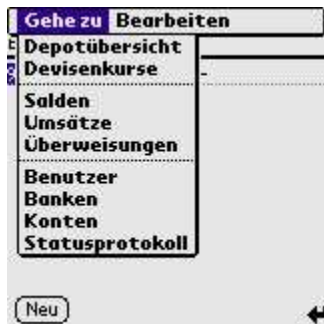 Gehe zu Bearbeiten
Depotübersicht
Devisenkurse
Salden
Umsätze
Überweisungen
Benutzer
Banken
Konten
Statusprotokoll
Neu